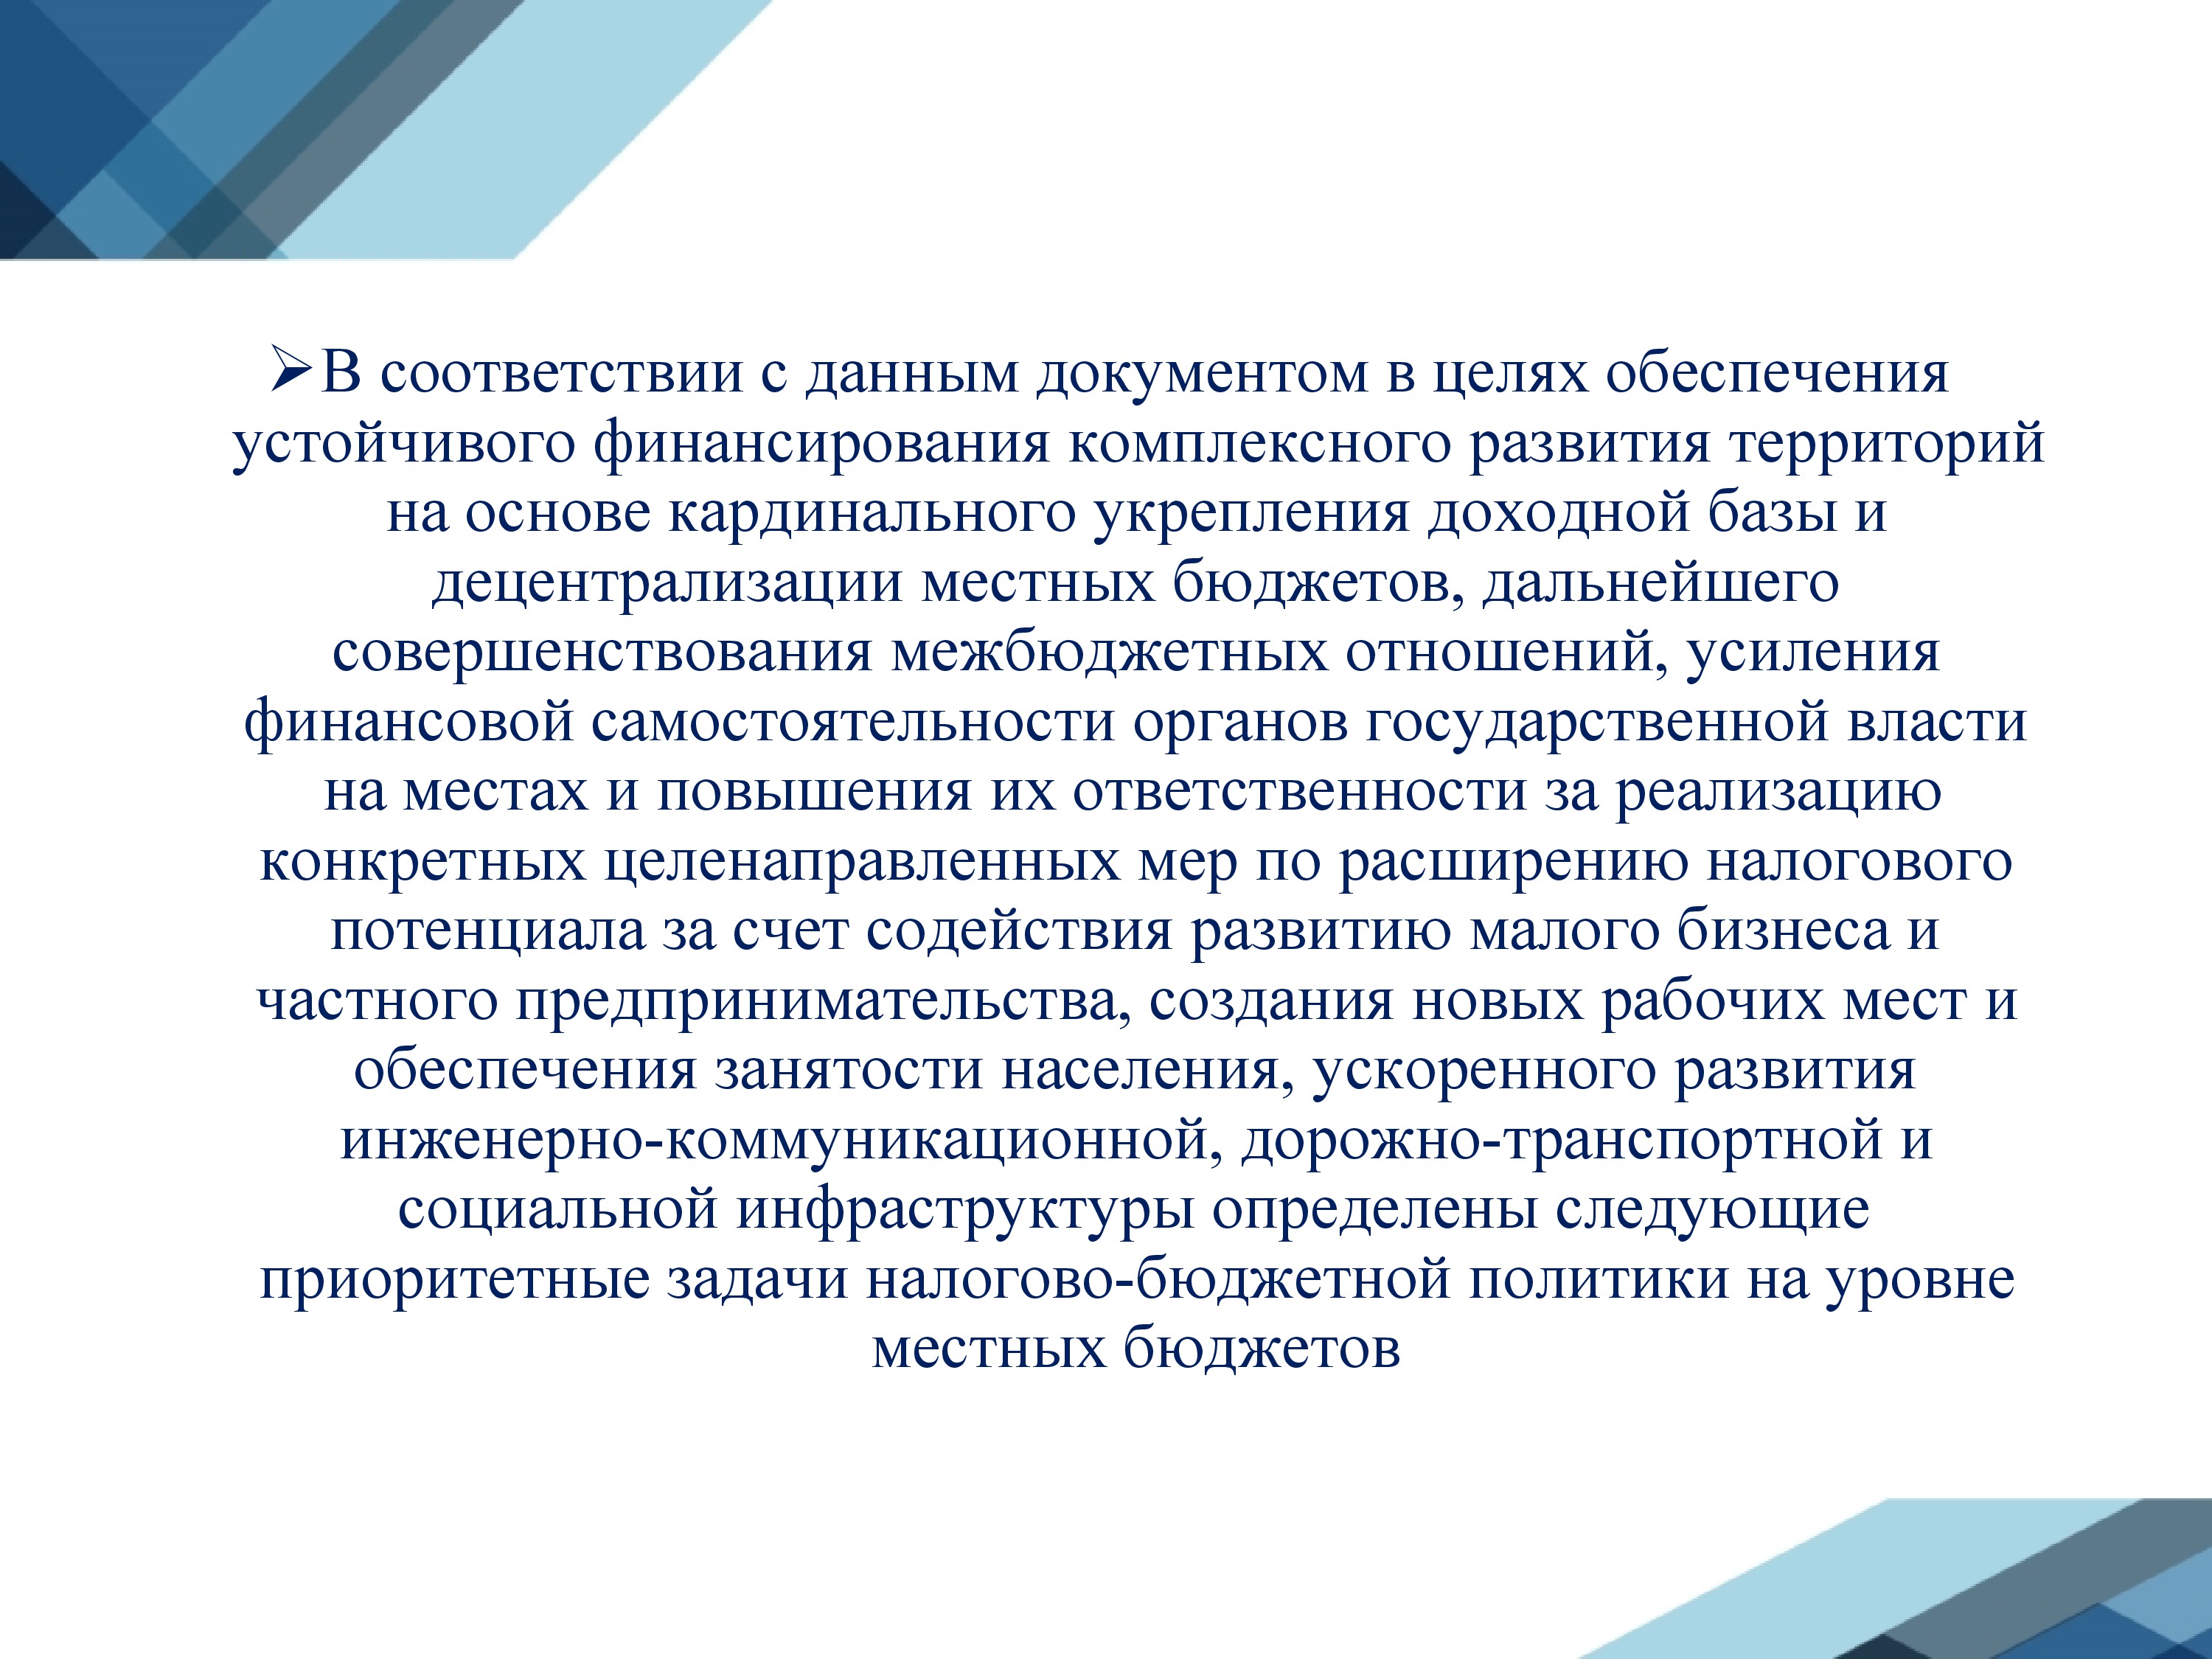 ➢В соответствии с данным документом в целях обеспечения
устойчивого финансирования комплексного развития территорий
на основе кардинального укрепления доходной базы и
децентрализации местных бюджетов, дальнейшего
совершенствования межбюджетных отношений, усиления
финансовой самостоятельности органов государственной власти
на местах и повышения их ответственности за реализацию
конкретных целенаправленных мер по расширению налогового
потенциала за счет содействия развитию малого бизнеса и
частного предпринимательства, создания новых рабочих мест и
обеспечения занятости населения, ускоренного развития
инженерно-коммуникационной, дорожно-транспортной и
социальной инфраструктуры определены следующие
приоритетные задачи налогово-бюджетной политики на уровне
местных бюджетов